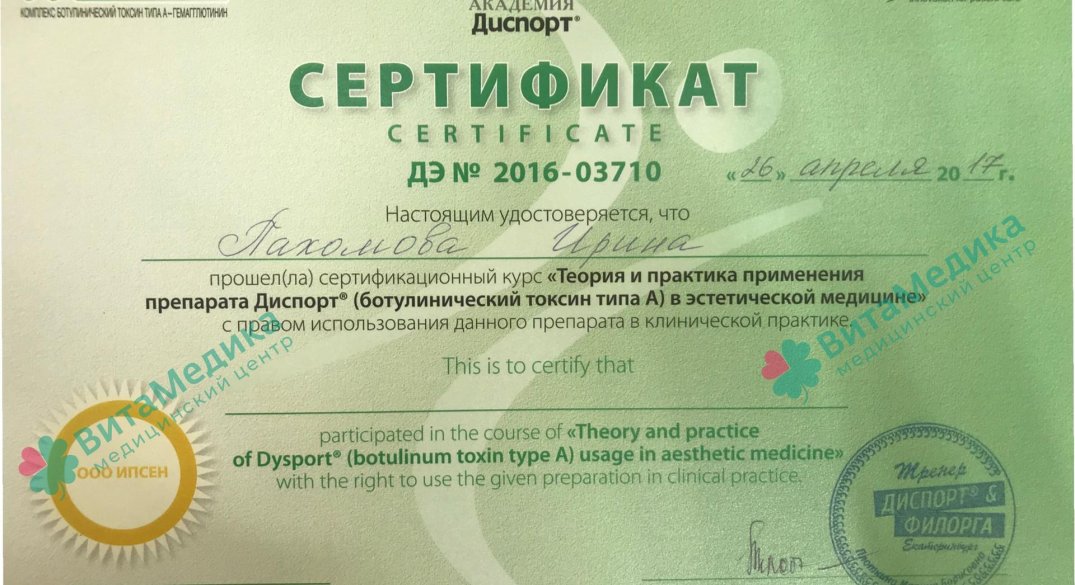 КОМПЛЕКС БОТУЛИНИЧЕСКИЙ ТОКСИН ТИПА А–ГЕМАГГЛЮТИНИН
АКАДЕМИЯ
Диспорт®
СЕРТИФИКАТ
CERTIFICATE
ДЭ № 2016-03710
«26» апреля 2017г.
Настоящим удостоверяется, что
Пахомова Ирина
прошел(ла) сертификационный курс «Теория и практика применения
препарата Диспорт® (ботулинический токсин типа А) в эстетической медицине»
с правом использования данного препарата в клинической практике.
This is to certify that
participated in the course of «Theory and practice
of Dysport® (botulinum toxin type A) usage in aesthetic medicine»
with the right to use the given preparation in clinical practice.
ООО ИПСЕН
ВитаМедика
медицинский центр
ВитаМедика
медицинский центр
Тренер
ДИСПОРТ® &
ФИЛОРГА
Екатеринбург